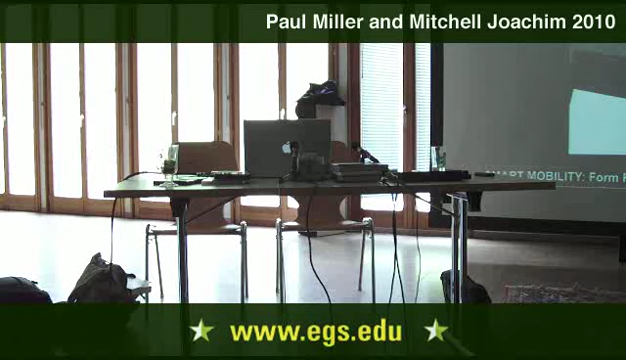 Paul Miller and Mitchell Joachim 2010
SMART MOBILITY: Form
★ www.egs.edu ★